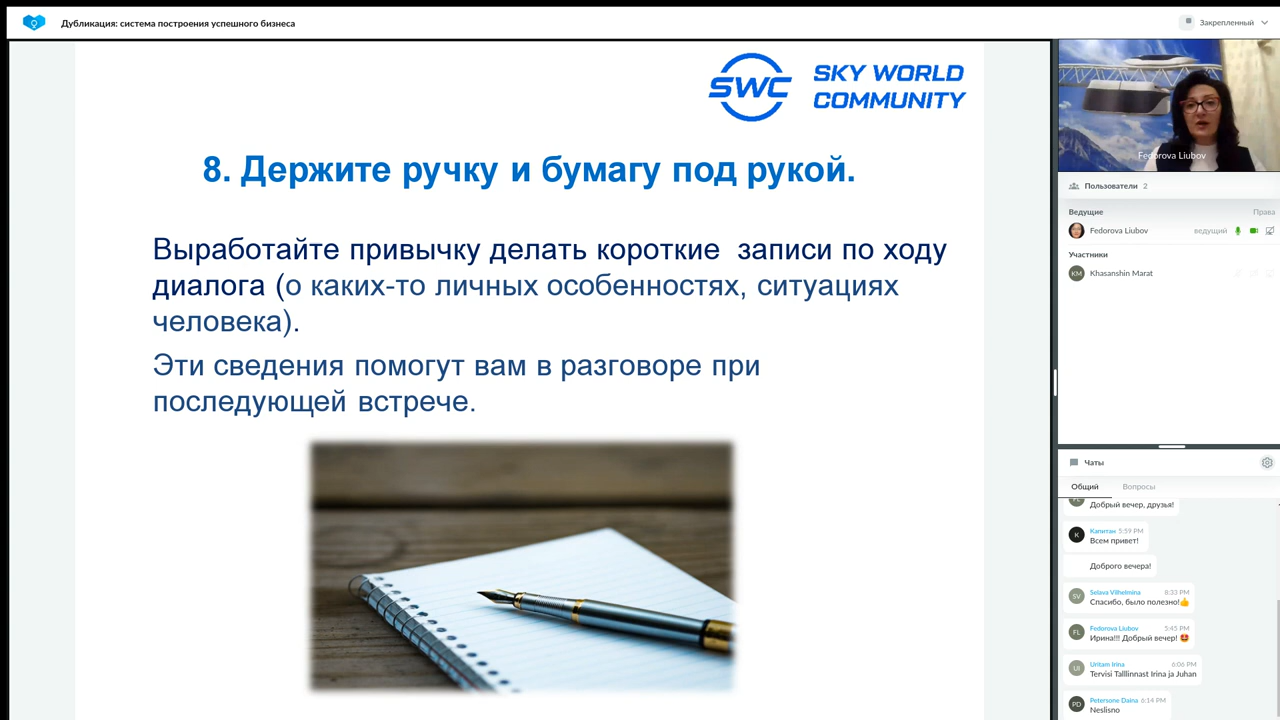 Дубликация: система построения успешного бизнеса
Закрепленный
SWC
SKY WORLD
COMMUNITY
8. Держите ручку и бумагу под рукой.
Выработайте привычку делать короткие записи по ходу
диалога (о каких-то личных особенностях, ситуациях
человека).
Эти сведения помогут вам в разговоре при
последующей встрече.
Fedorova Liubov
Пользователи 2
Ведущие Права
Fedorova Liubov ведущий
Участники
KM Khasanshin Marat
Чаты
Общий Вопросы
Добрый вечер, друзья!
K Капитан 5:59 PM
Всем привет!
Доброго вечера!
SV Selava Vilhelmina 8:33 PM
Спасибо, было полезно!👍
FL Fedorova Liubov 5:45 PM
Ирина!!! Добрый вечер! 🤩
UI Uritam Irina 6:06 PM
Tervisi Talllinnast Irina ja Juhan
PD Petersone Daina 6:14 PM
Neslisno